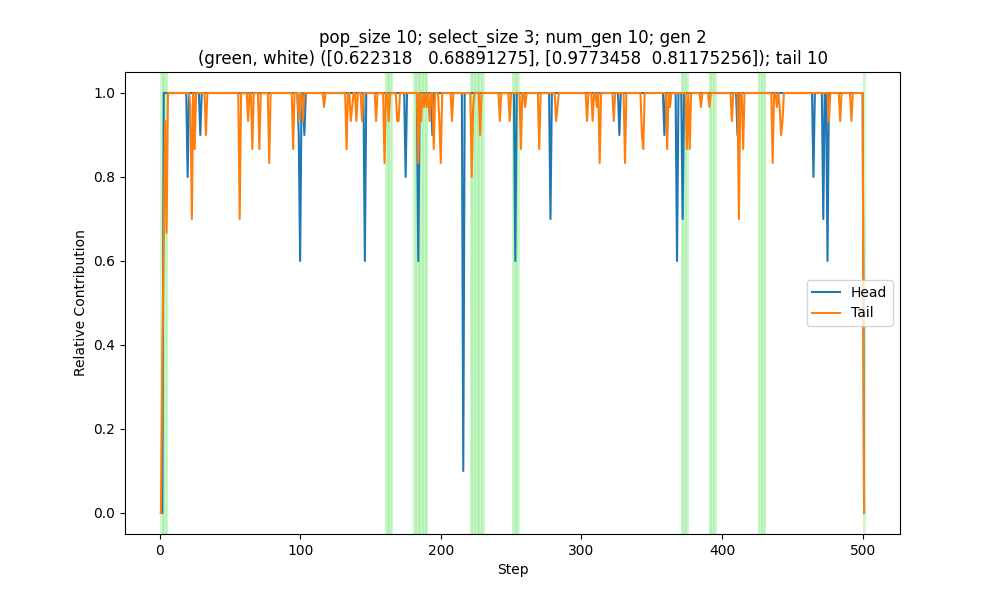 pop_size 10; select_size 3; num_gen 10; gen 2
(green, white) ([0.622318   0.68891275], [0.9773458  0.81175256]); tail 10
1.0
0.8
0.6
0.4
0.2
0.0
Relative Contribution
Head
Tail
0
100
200
300
400
500
Step